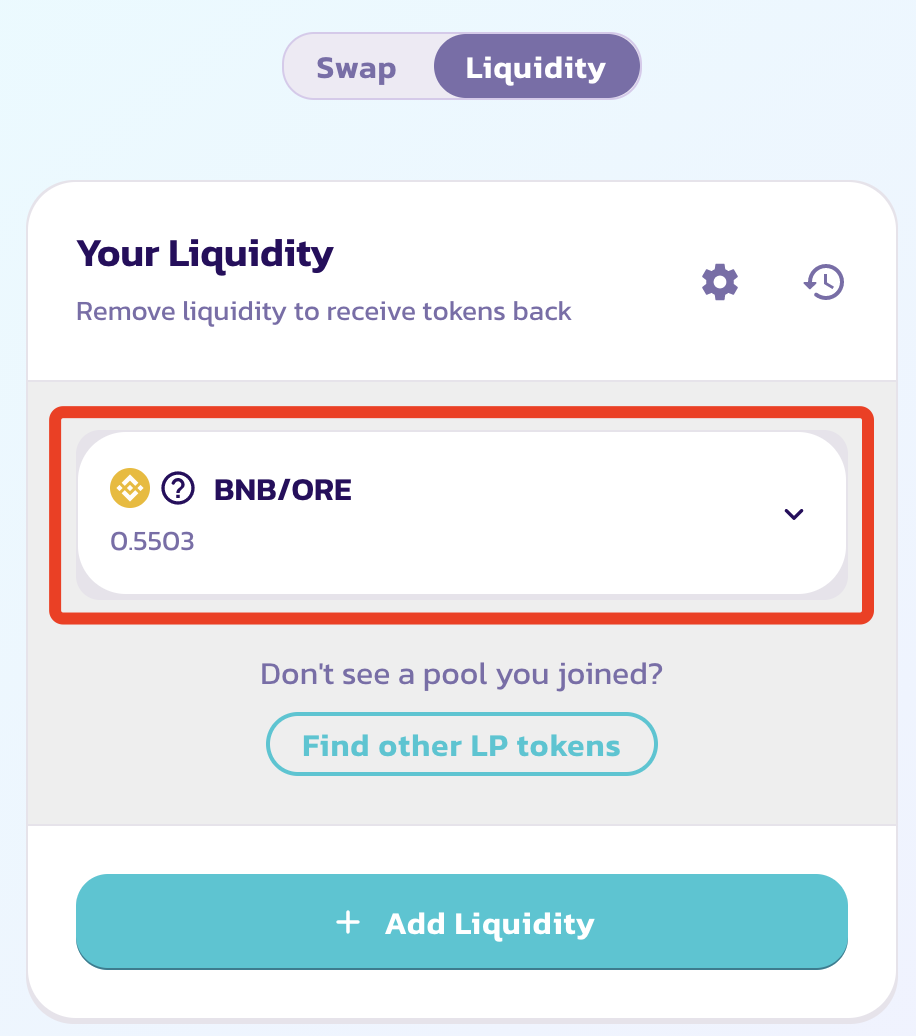 Swap
Liquidity
Your Liquidity
Remove liquidity to receive tokens back
BNB/ORE
0.5503
Don't see a pool you joined?
Find other LP tokens
+ Add Liquidity